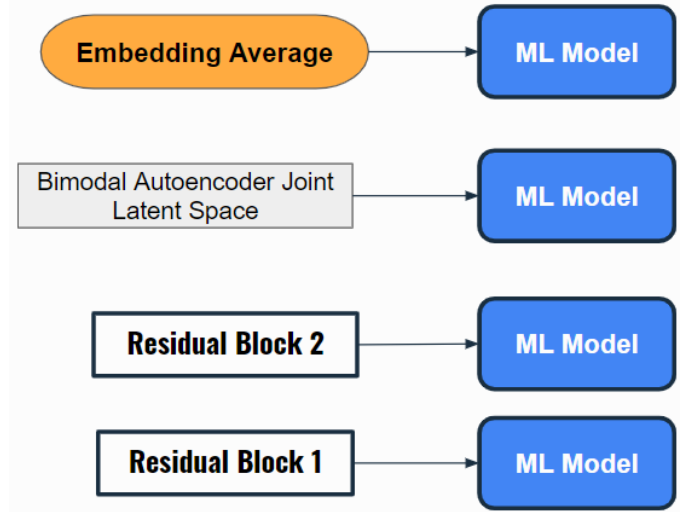 Embedding Average
ML Model
Bimodal Autoencoder Joint
Latent Space
ML Model
Residual Block 2
ML Model
Residual Block 1
ML Model